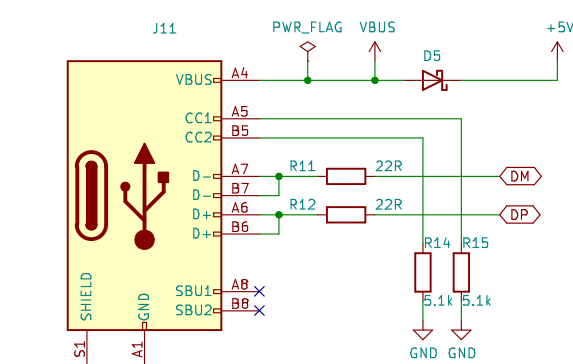 J11
PWR_FLAG
VBUS
+5V
D5
VBUS
A4
CC1
A5
CC2
B5
D-
A7
R11
22R
DM
D-
B7
D+
A6
R12
22R
DP
D+
B6
R14
R15
SHIELD
GND
SBU1
A8
SBU2
B8
5.1k
5.1k
S1
A1
GND
GND